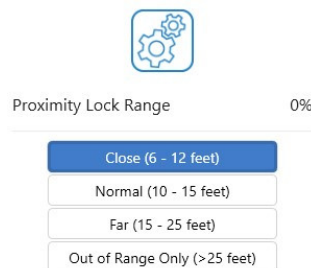 Proximity Lock Range 0%
Close (6 - 12 feet)
Normal (10 - 15 feet)
Far (15 - 25 feet)
Out of Range Only (>25 feet)